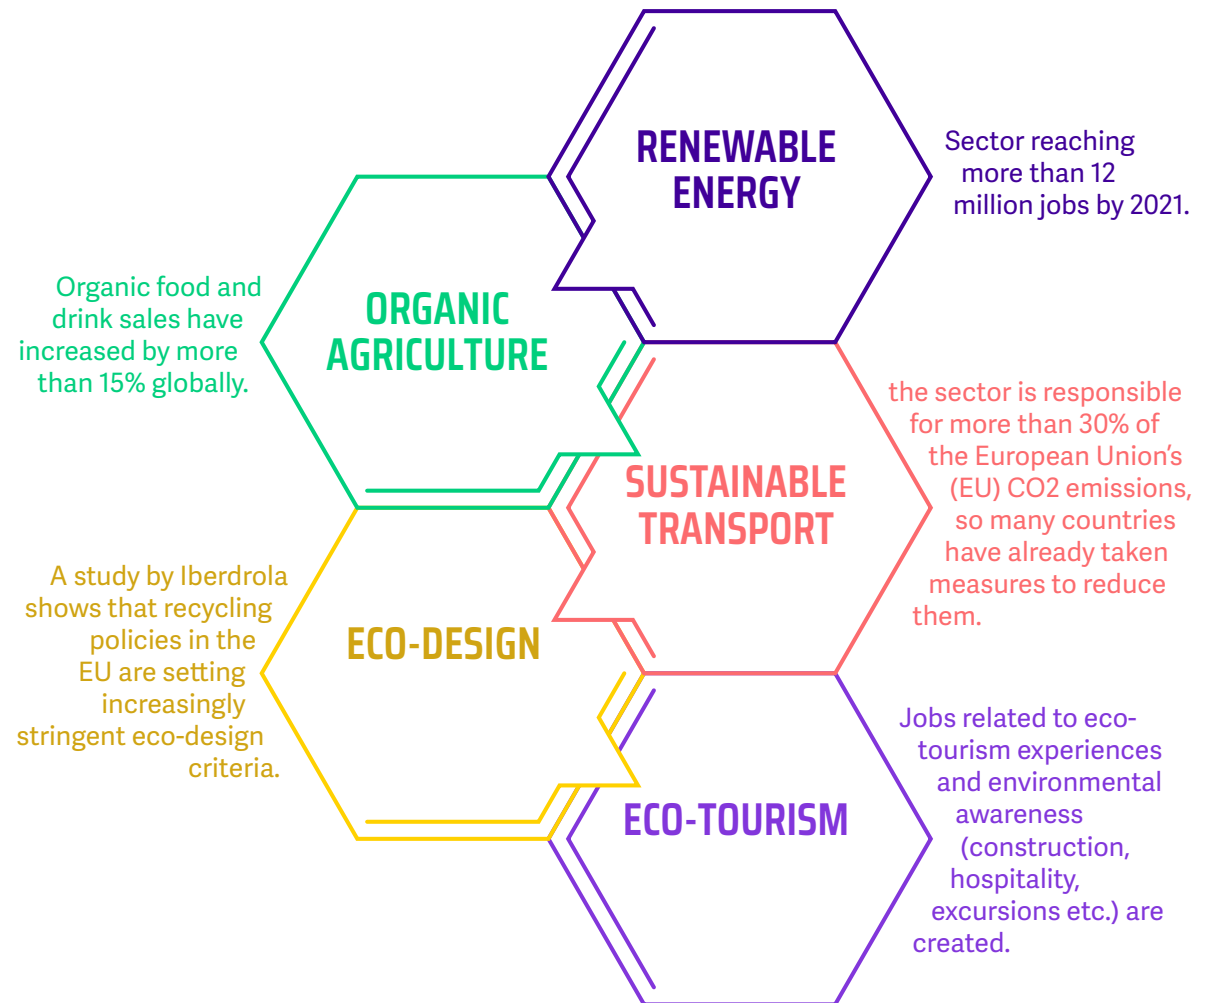 RENEWABLE
ENERGY
Sector reaching
more than 12
million jobs by 2021.
ORGANIC
AGRICULTURE
Organic food and
drink sales have
increased by more
than 15% globally.
SUSTAINABLE
TRANSPORT
the sector is responsible
for more than 30% of
the European Union’s
(EU) CO2 emissions,
so many countries
have already taken
measures to reduce
them.
ECO-DESIGN
A study by Iberdrola
shows that recycling
policies in the
EU are setting
increasingly
stringent eco-design
criteria.
ECO-TOURISM
Jobs related to eco-
tourism experiences
and environmental
awareness
(construction,
hospitality,
excursions etc.) are
created.